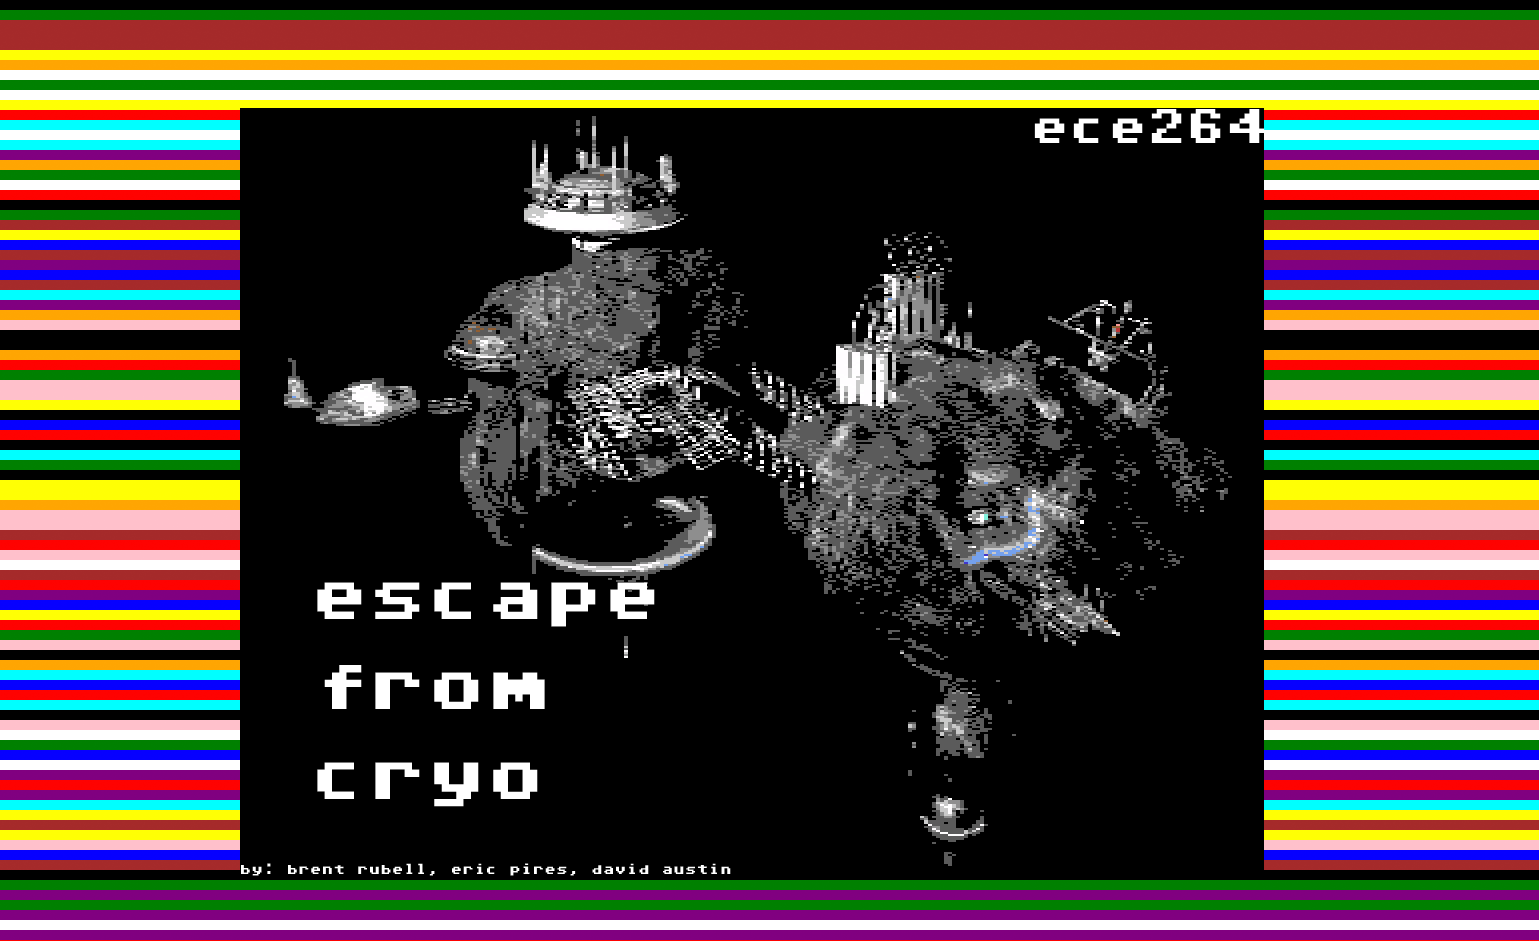 ece264
escape
from
cryo
by: brent rubell, eric pires, david austin